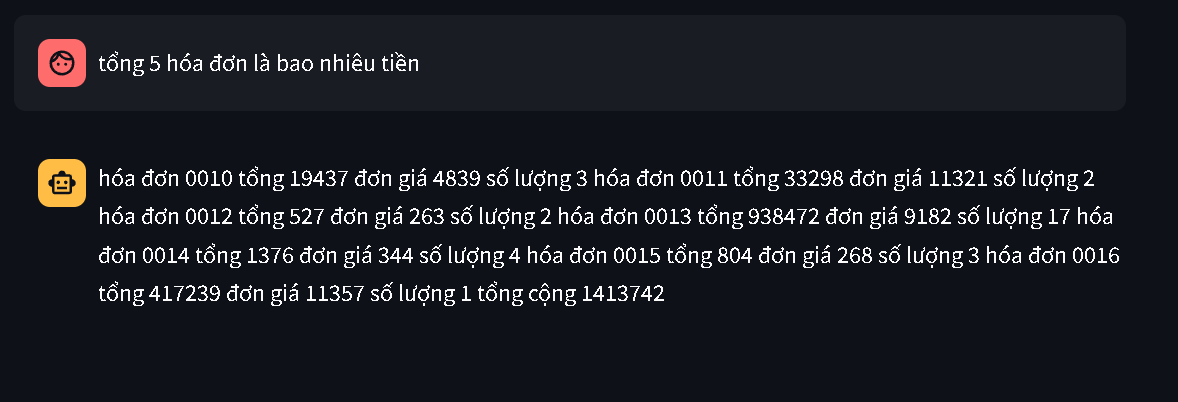 tổng 5 hóa đơn là bao nhiêu tiền
hóa đơn 0010 tổng 19437 đơn giá 4839 số lượng 3 hóa đơn 0011 tổng 33298 đơn giá 11321 số lượng 2
hóa đơn 0012 tổng 527 đơn giá 263 số lượng 2 hóa đơn 0013 tổng 938472 đơn giá 9182 số lượng 17 hóa
đơn 0014 tổng 1376 đơn giá 344 số lượng 4 hóa đơn 0015 tổng 804 đơn giá 268 số lượng 3 hóa đơn 0016
tổng 417239 đơn giá 11357 số lượng 1 tổng cộng 1413742